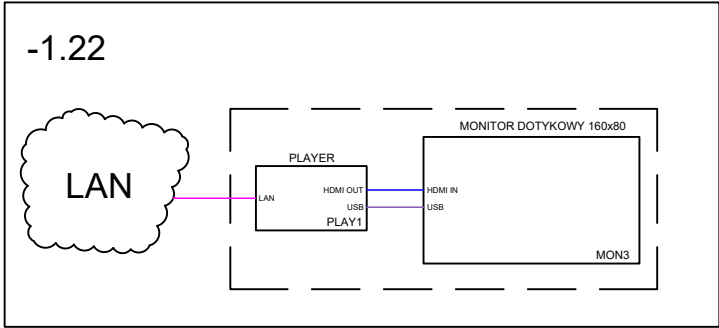 -1.22
MONITOR DOTYKOWY 160x80
PLAYER
LAN
LAN
HDMI OUT
HDMI IN
USB
USB
PLAY1
MON3